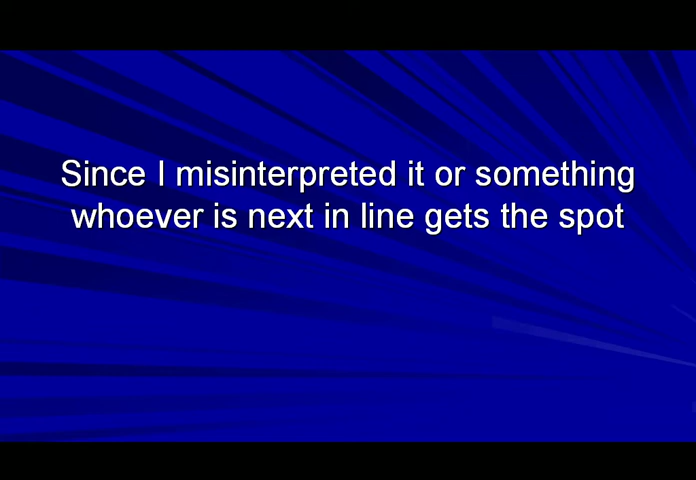 Since I misinterpreted it or something
whoever is next in line gets the spot